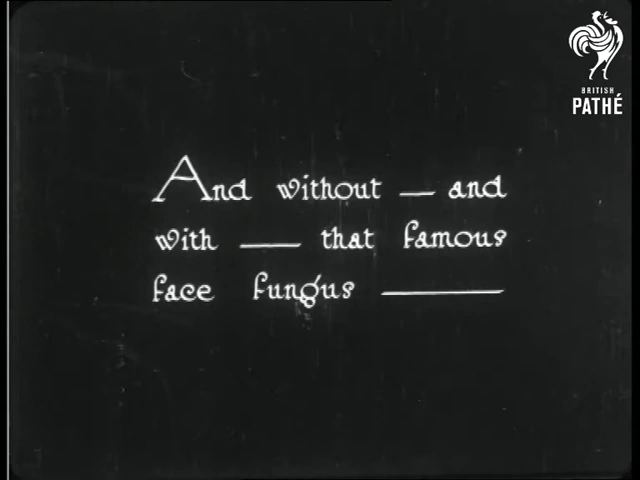 BRITISH
PATHÉ
And without — and
with — that famous
face fungus —